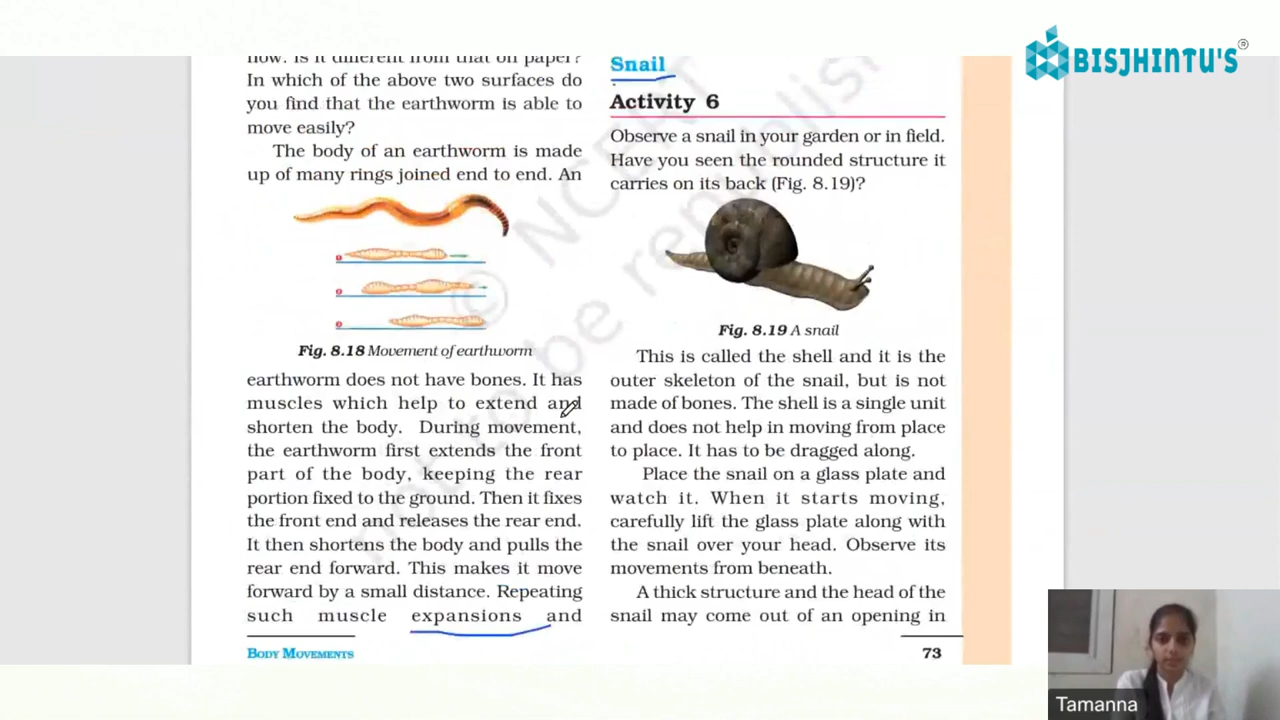 BISJHINTU'S®
now. Is it different from that on paper?
In which of the above two surfaces do
you find that the earthworm is able to
move easily?
The body of an earthworm is made
up of many rings joined end to end. An
Fig. 8.18 Movement of earthworm
earthworm does not have bones. It has
muscles which help to extend and
shorten the body. During movement,
the earthworm first extends the front
part of the body, keeping the rear
portion fixed to the ground. Then it fixes
the front end and releases the rear end.
It then shortens the body and pulls the
rear end forward. This makes it move
forward by a small distance. Repeating
such muscle expansions and
BODY MOVEMENTS
Snail
Activity 6
Observe a snail in your garden or in field.
Have you seen the rounded structure it
carries on its back (Fig. 8.19)?
Fig. 8.19 A snail
This is called the shell and it is the
outer skeleton of the snail, but is not
made of bones. The shell is a single unit
and does not help in moving from place
to place. It has to be dragged along.
Place the snail on a glass plate and
watch it. When it starts moving,
carefully lift the glass plate along with
the snail over your head. Observe its
movements from beneath.
A thick structure and the head of the
snail may come out of an opening in
73
© NCERT
not to be republish
Tamanna